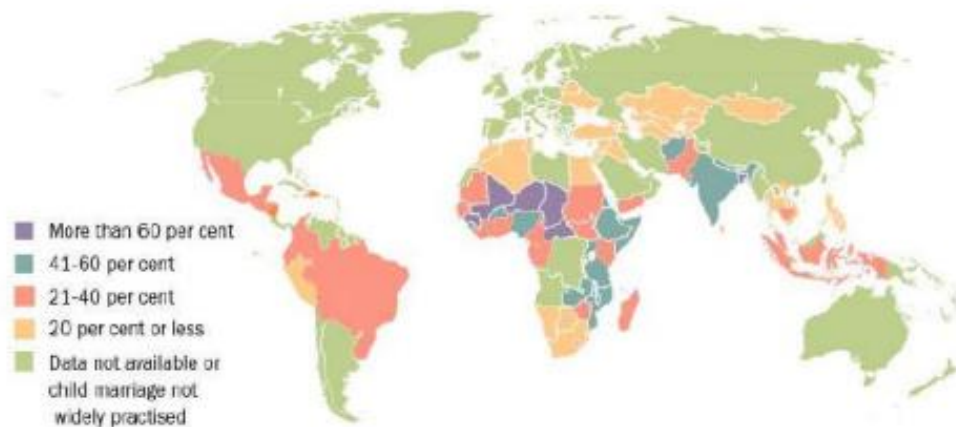 More than 60 per cent
41-60 per cent
21-40 per cent
20 per cent or less
Data not available or
child marriage not
widely practised